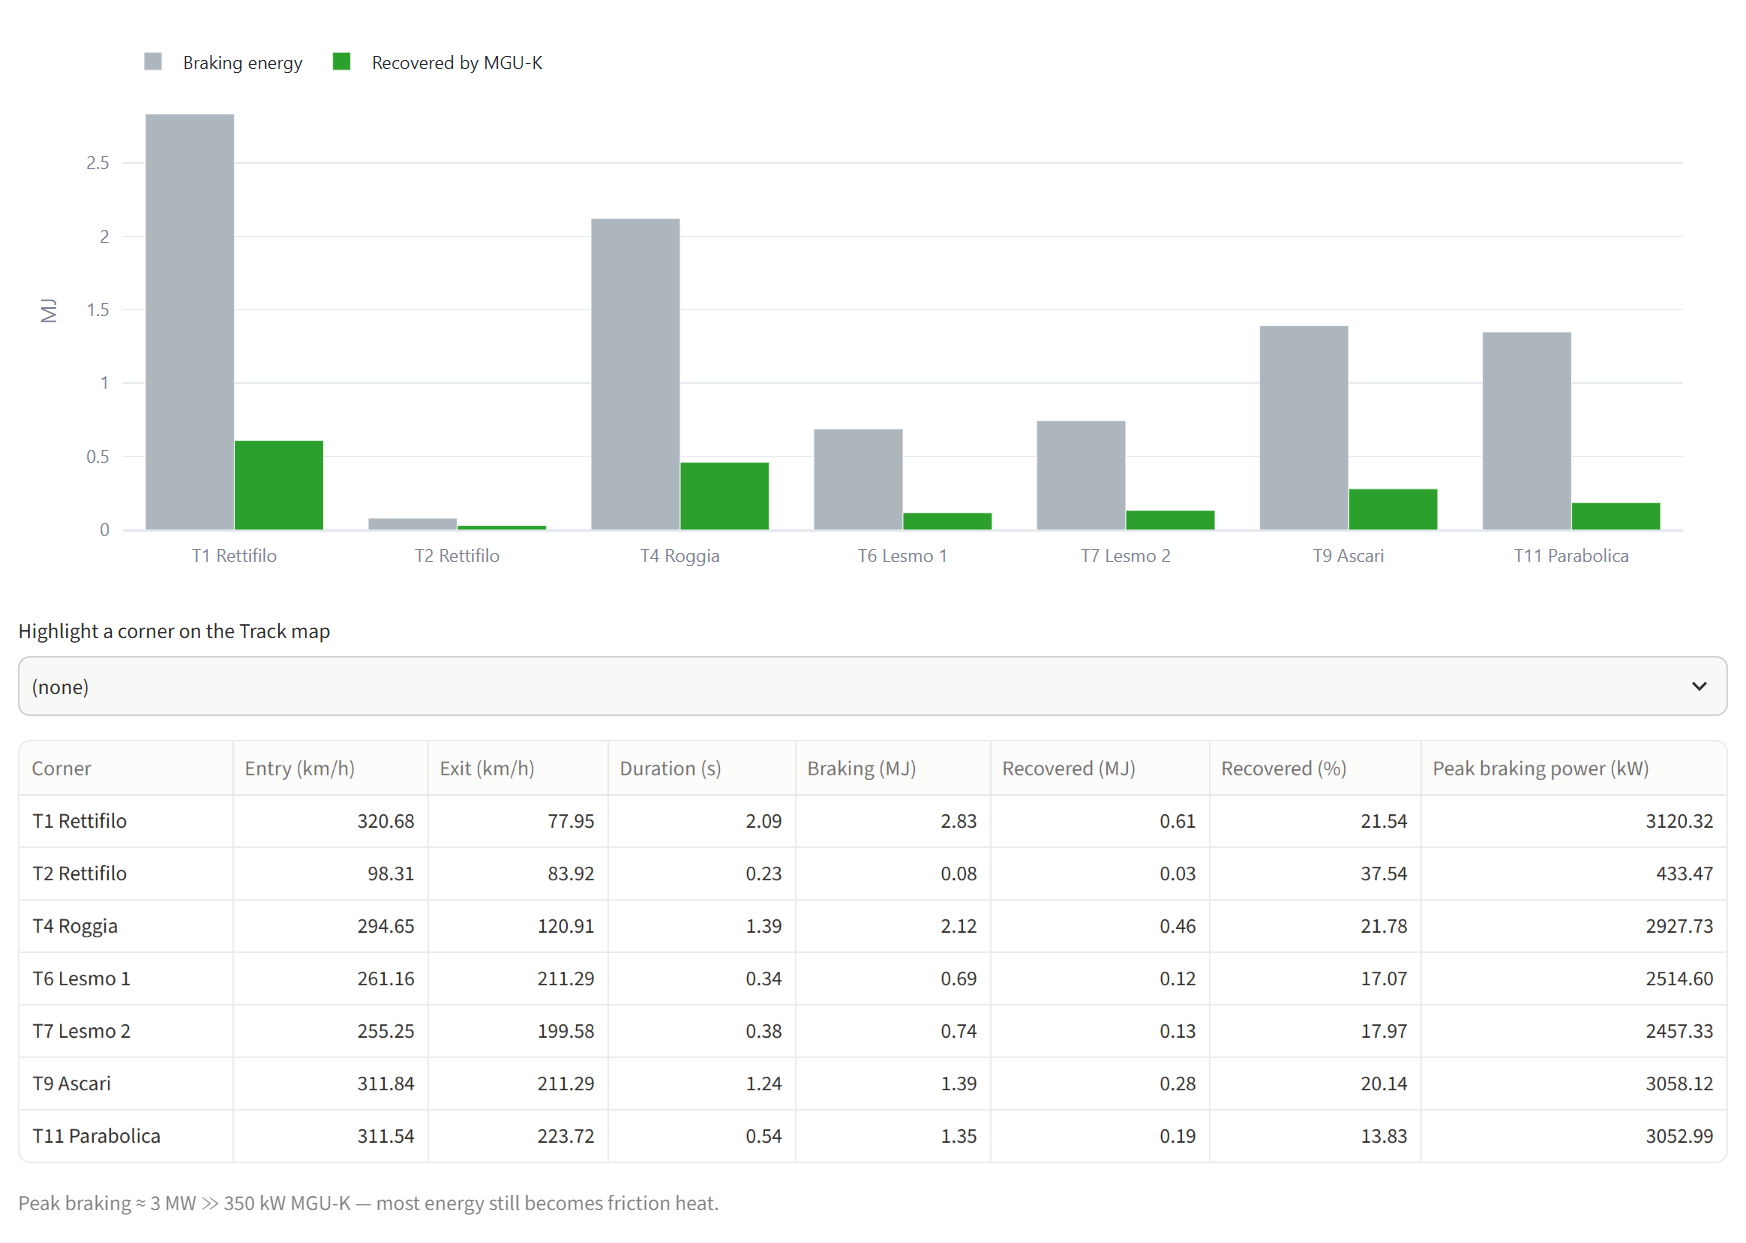 Braking energy Recovered by MGU-K
2.5
2
1.5
1
0.5
0
MJ
T1 Rettifilo T2 Rettifilo T4 Roggia T6 Lesmo 1 T7 Lesmo 2 T9 Ascari T11 Parabolica
Highlight a corner on the Track map
(none)
Corner Entry (km/h) Exit (km/h) Duration (s) Braking (MJ) Recovered (MJ) Recovered (%) Peak braking power (kW)
T1 Rettifilo 320.68 77.95 2.09 2.83 0.61 21.54 3120.32
T2 Rettifilo 98.31 83.92 0.23 0.08 0.03 37.54 433.47
T4 Roggia 294.65 120.91 1.39 2.12 0.46 21.78 2927.73
T6 Lesmo 1 261.16 211.29 0.34 0.69 0.12 17.07 2514.60
T7 Lesmo 2 255.25 199.58 0.38 0.74 0.13 17.97 2457.33
T9 Ascari 311.84 211.29 1.24 1.39 0.28 20.14 3058.12
T11 Parabolica 311.54 223.72 0.54 1.35 0.19 13.83 3052.99
Peak braking ≈ 3 MW ≫ 350 kW MGU-K — most energy still becomes friction heat.